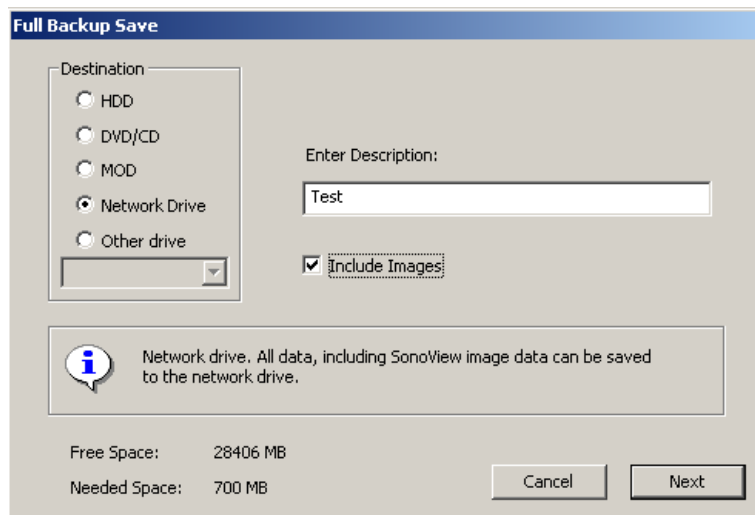 Full Backup Save
Destination
HDD
DVD/CD
MOD
Network Drive
Other drive
Enter Description:
Test
Include Images
Network drive. All data, including SonoView image data can be saved
to the network drive.
Free Space: 28406 MB
Needed Space: 700 MB
Cancel Next